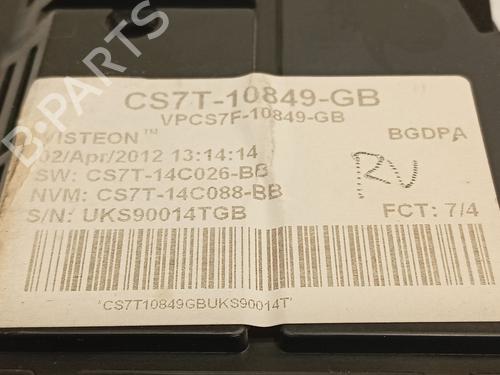 CS7T-10849-GB
VPCS7F-10849-GB
VISTEON™
BGDPA
02/Apr/2012 13:14:14
SW: CS7T-14C026-BB
NVM: CS7T-14C088-BB
S/N: UKS90014TGB
FCT: 7/4
*CS7T10849GBUKS90014T*
B-PARTS